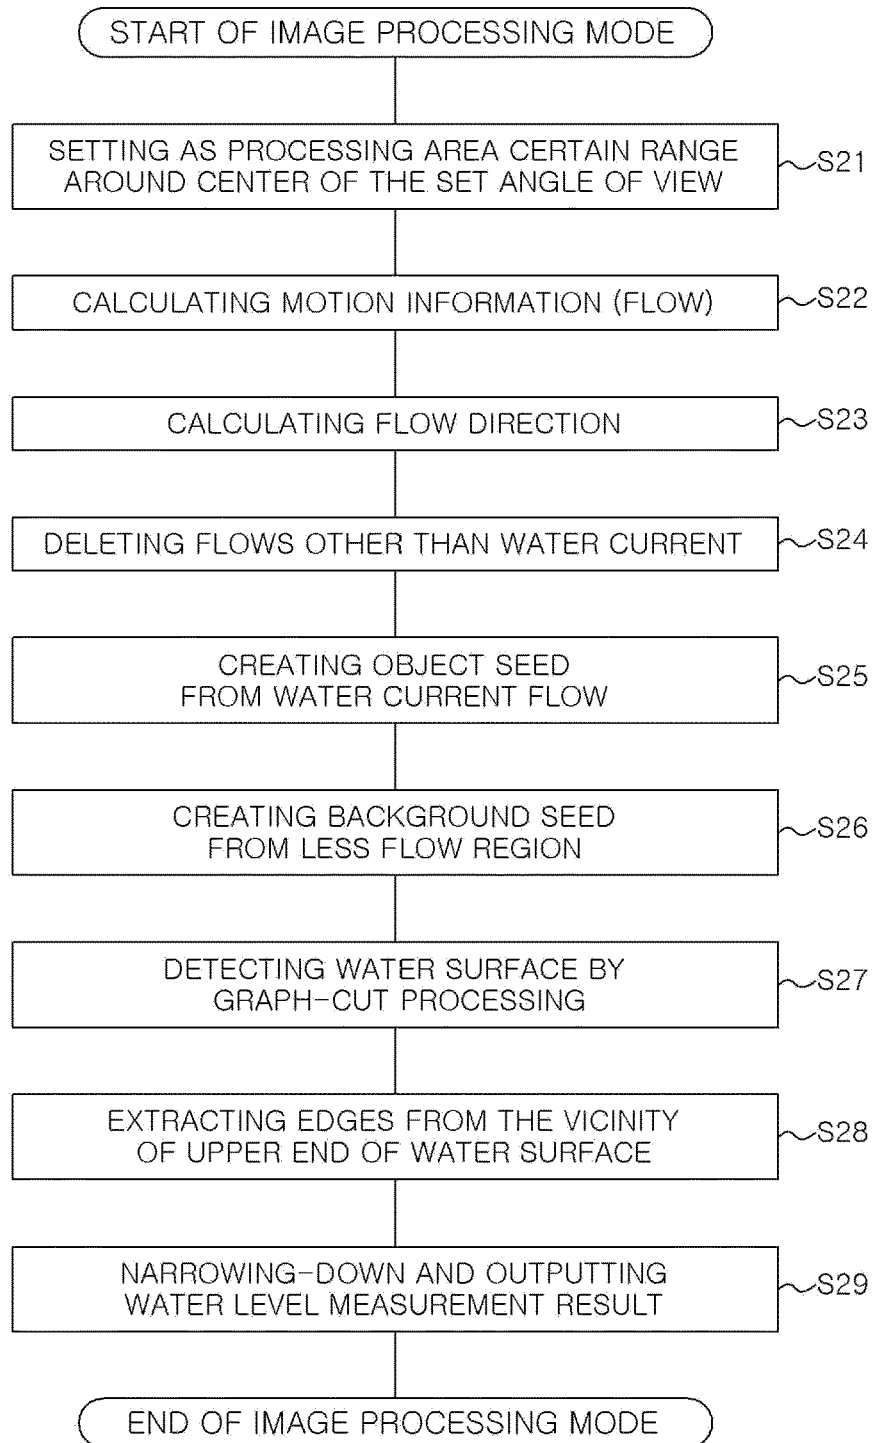 START OF IMAGE PROCESSING MODE
SETTING AS PROCESSING AREA CERTAIN RANGE
AROUND CENTER OF THE SET ANGLE OF VIEW
S21
CALCULATING MOTION INFORMATION (FLOW)
S22
CALCULATING FLOW DIRECTION
S23
DELETING FLOWS OTHER THAN WATER CURRENT
S24
CREATING OBJECT SEED
FROM WATER CURRENT FLOW
S25
CREATING BACKGROUND SEED
FROM LESS FLOW REGION
S26
DETECTING WATER SURFACE BY
GRAPH-CUT PROCESSING
S27
EXTRACTING EDGES FROM THE VICINITY
OF UPPER END OF WATER SURFACE
S28
NARROWING-DOWN AND OUTPUTTING
WATER LEVEL MEASUREMENT RESULT
S29
END OF IMAGE PROCESSING MODE